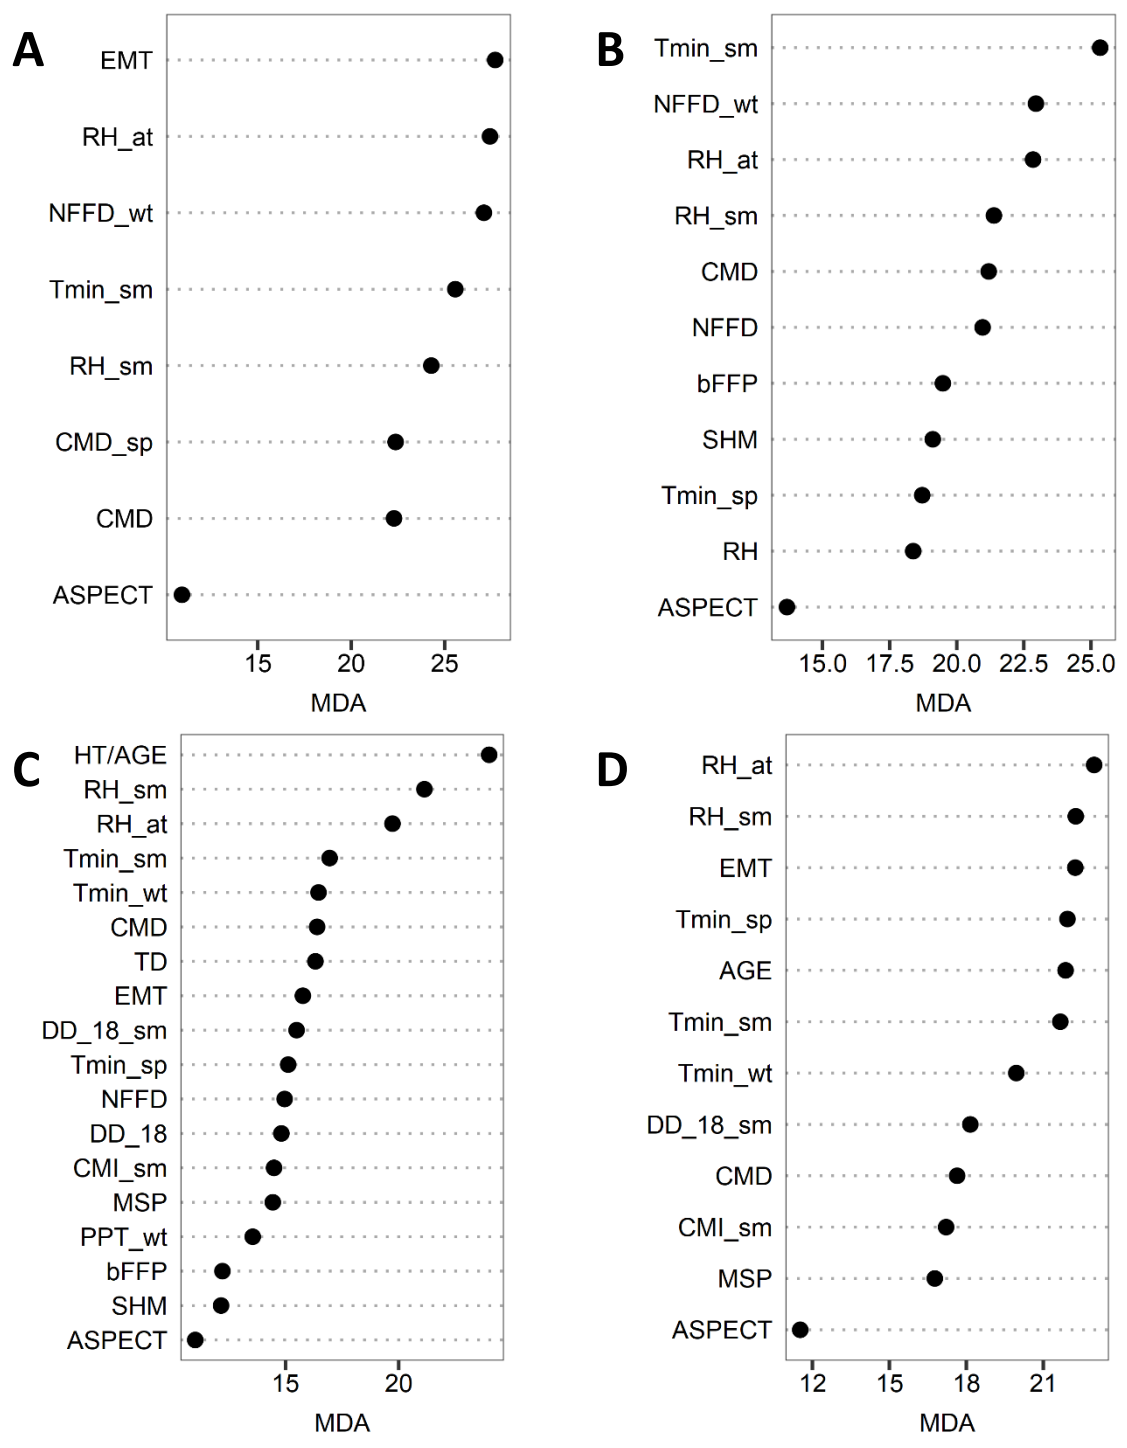 A
EMT
RH_at
NFFD_wt
Tmin_sm
RH_sm
CMD_sp
CMD
ASPECT
15 20 25
MDA
B
Tmin_sm
NFFD_wt
RH_at
RH_sm
CMD
NFFD
bFFP
SHM
Tmin_sp
RH
ASPECT
15.0 17.5 20.0 22.5 25.0
MDA
C
HT/AGE
RH_sm
RH_at
Tmin_sm
Tmin_wt
CMD
TD
EMT
DD_18_sm
Tmin_sp
NFFD
DD_18
CMI_sm
MSP
PPT_wt
bFFP
SHM
ASPECT
15 20
MDA
D
RH_at
RH_sm
EMT
Tmin_sp
AGE
Tmin_sm
Tmin_wt
DD_18_sm
CMD
CMI_sm
MSP
ASPECT
12 15 18 21
MDA